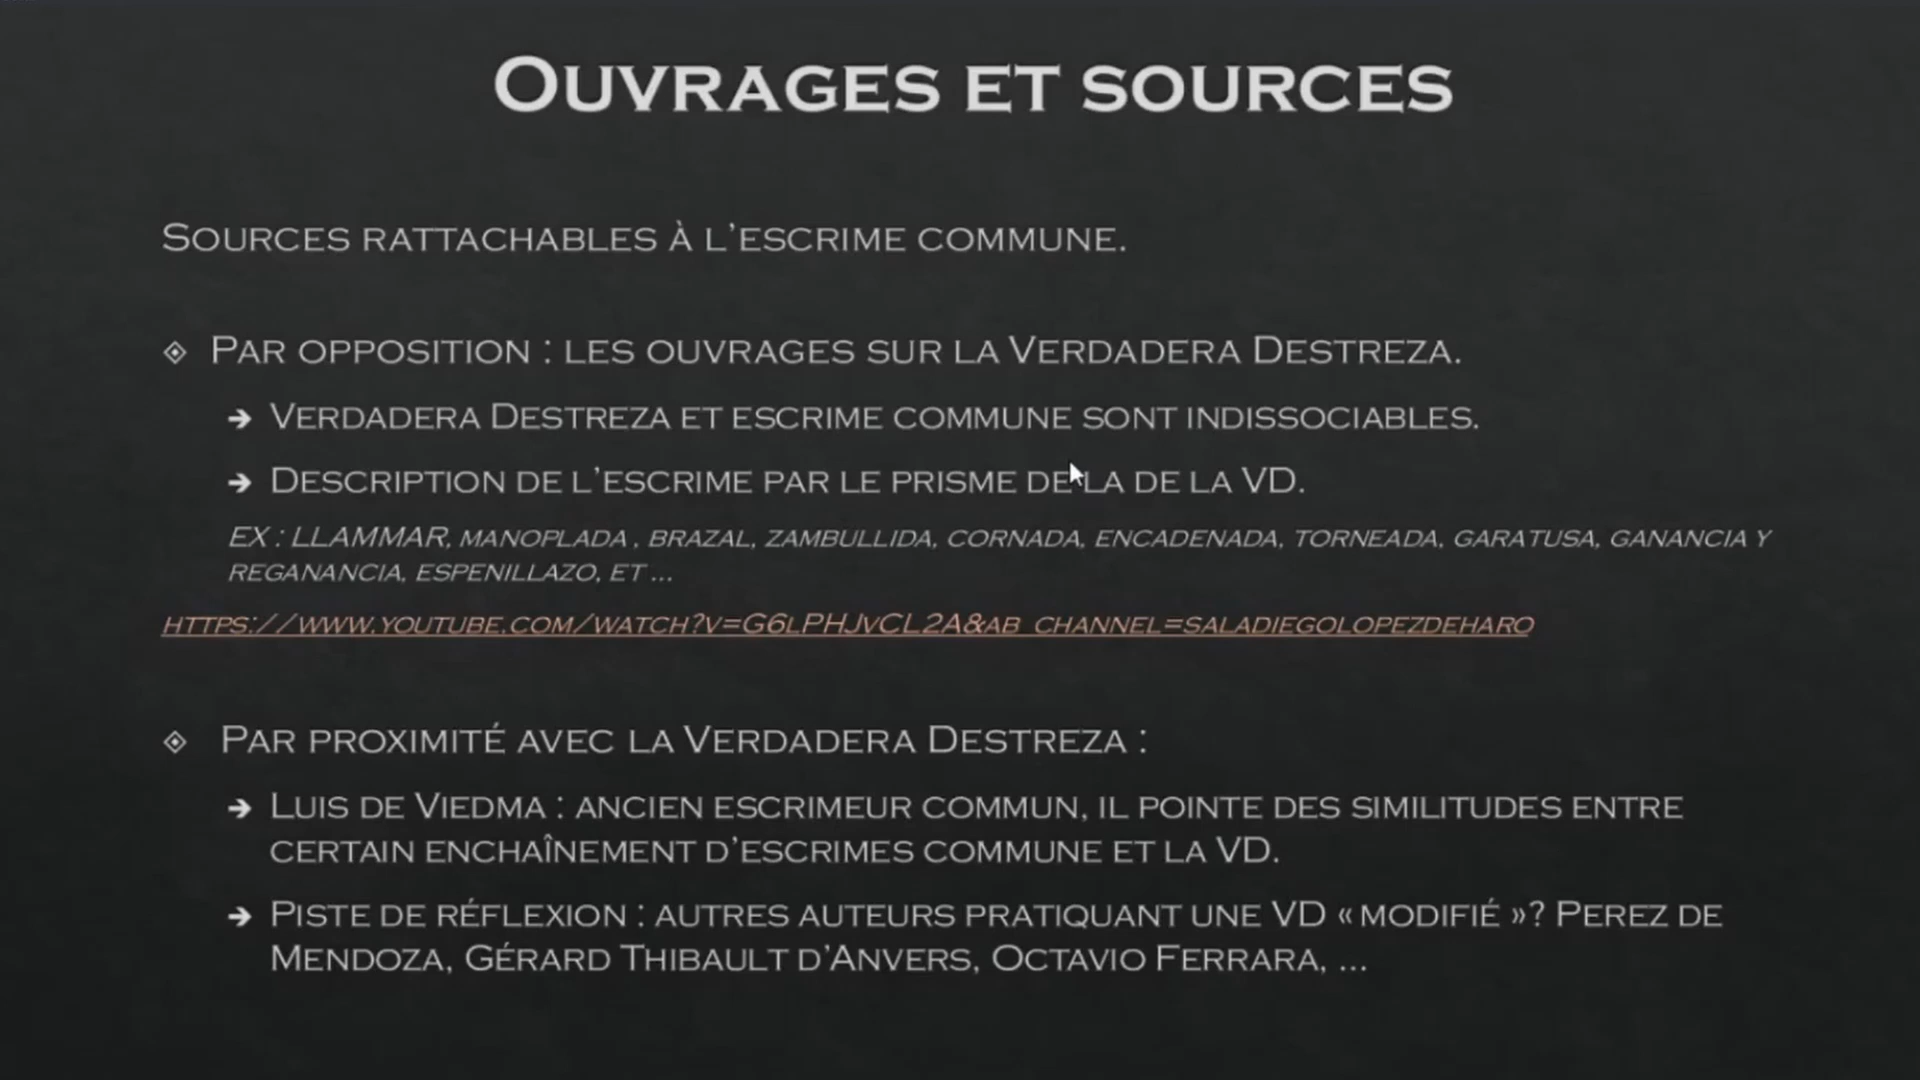 Ouvrages et sources
Sources rattachables à l'escrime commune.
Par opposition : les ouvrages sur la Verdadera Destreza.
Verdadera Destreza et escrime commune sont indissociables.
Description de l'escrime par le prisme de la de la VD.
Ex : LLAMMAR, manoplada , brazal, zambullida, cornada, encadenada, torneada, garatusa, ganancia y
reganancia, espenillazo, et ...
https://www.youtube.com/watch?v=G6lPHJvCL2A&ab_channel=saladiegolopezdeharo
Par proximité avec la Verdadera Destreza :
Luis de Viedma : ancien escrimeur commun, il pointe des similitudes entre
certain enchaînement d'escrimes commune et la VD.
Piste de réflexion : autres auteurs pratiquant une VD « modifié »? Perez de
Mendoza, Gérard Thibault d'Anvers, Octavio Ferrara, ...